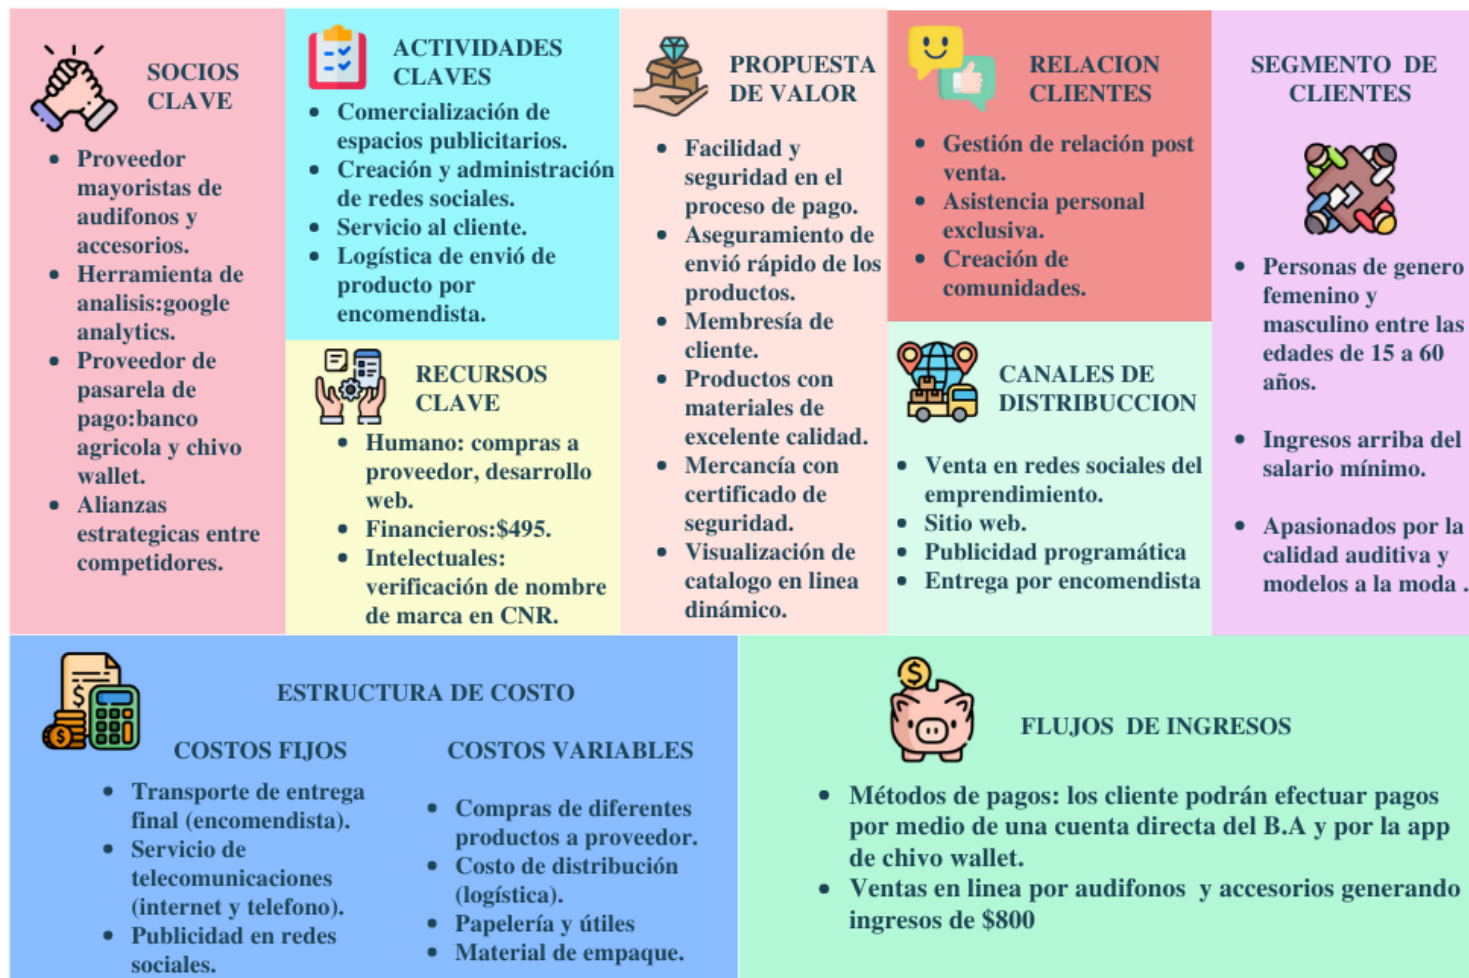 SOCIOS
CLAVE
• Proveedor
mayoristas de
audifonos y
accesorios.
• Herramienta de
analisis:google
analytics.
• Proveedor de
pasarela de
pago:banco
agricola y chivo
wallet.
• Alianzas
estrategicas entre
competidores.
ACTIVIDADES
CLAVES
• Comercialización de
espacios publicitarios.
• Creación y administración
de redes sociales.
• Servicio al cliente.
• Logística de envió de
producto por
encomendista.
RECURSOS
CLAVE
• Humano: compras a
proveedor, desarrollo
web.
• Financieros:$495.
• Intelectuales:
verificación de nombre
de marca en CNR.
PROPUESTA
DE VALOR
• Facilidad y
seguridad en el
proceso de pago.
• Aseguramiento de
envió rápido de los
productos.
• Membresía de
cliente.
• Productos con
materiales de
excelente calidad.
• Mercancía con
certificado de
seguridad.
• Visualización de
catalogo en linea
dinámico.
RELACION
CLIENTES
• Gestión de relación post
venta.
• Asistencia personal
exclusiva.
• Creación de
comunidades.
CANALES DE
DISTRIBUCCION
• Venta en redes sociales del
emprendimiento.
• Sitio web.
• Publicidad programática
• Entrega por encomendista
SEGMENTO DE
CLIENTES
• Personas de genero
femenino y
masculino entre las
edades de 15 a 60
años.
• Ingresos arriba del
salario mínimo.
• Apasionados por la
calidad auditiva y
modelos a la moda .
ESTRUCTURA DE COSTO
COSTOS FIJOS
• Transporte de entrega
final (encomendista).
• Servicio de
telecomunicaciones
(internet y telefono).
• Publicidad en redes
sociales.
COSTOS VARIABLES
• Compras de diferentes
productos a proveedor.
• Costo de distribución
(logística).
• Papelería y útiles
• Material de empaque.
FLUJOS DE INGRESOS
• Métodos de pagos: los cliente podrán efectuar pagos
por medio de una cuenta directa del B.A y por la app
de chivo wallet.
• Ventas en linea por audifonos y accesorios generando
ingresos de $800